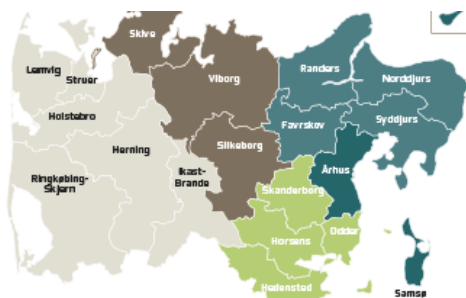 Skive
Lemvig
Struer
Viborg
Randers
Norddjurs
Holstebro
Favrskov
Syddjurs
Herning
Silkeborg
Ikast-
Brande
Århus
Ringkøbing-
Skjern
Skanderborg
Horsens
Odder
Hedensted
Samsø